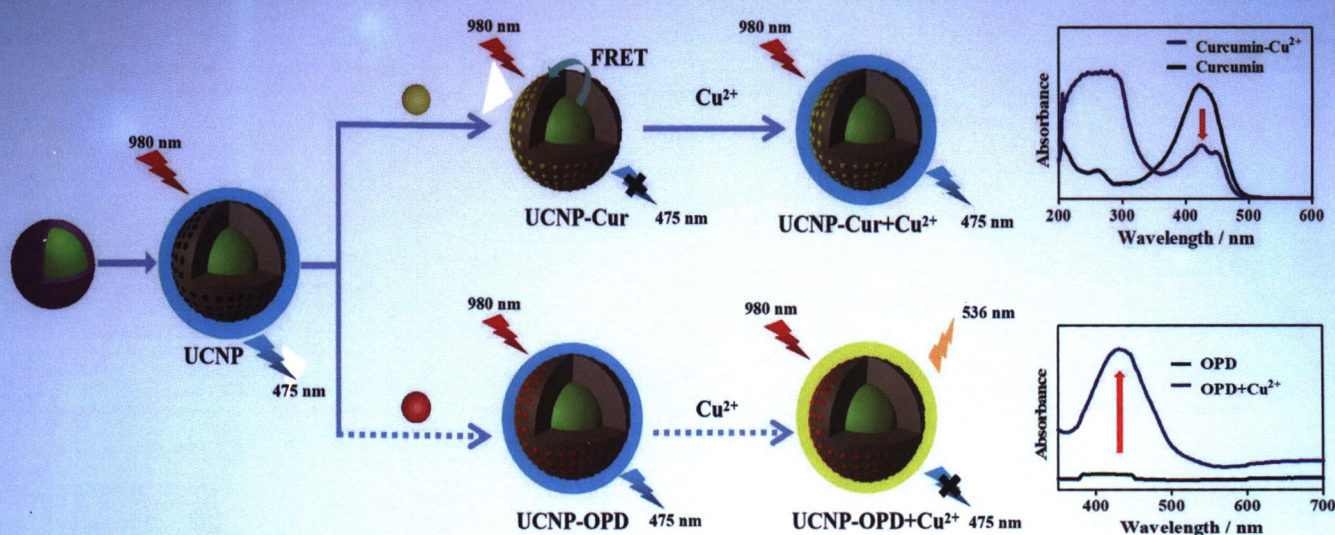 980 nm
UCNP
475 nm
980 nm
FRET
UCNP-Cur
475 nm
Cu²⁺
980 nm
UCNP-Cur+Cu²⁺
475 nm
Curcumin-Cu²⁺
Curcumin
Absorbance
200 300 400 500 600
Wavelength / nm
980 nm
UCNP-OPD
475 nm
Cu²⁺
980 nm
536 nm
UCNP-OPD+Cu²⁺
475 nm
OPD
OPD+Cu²⁺
Absorbance
400 500 600 700
Wavelength / nm